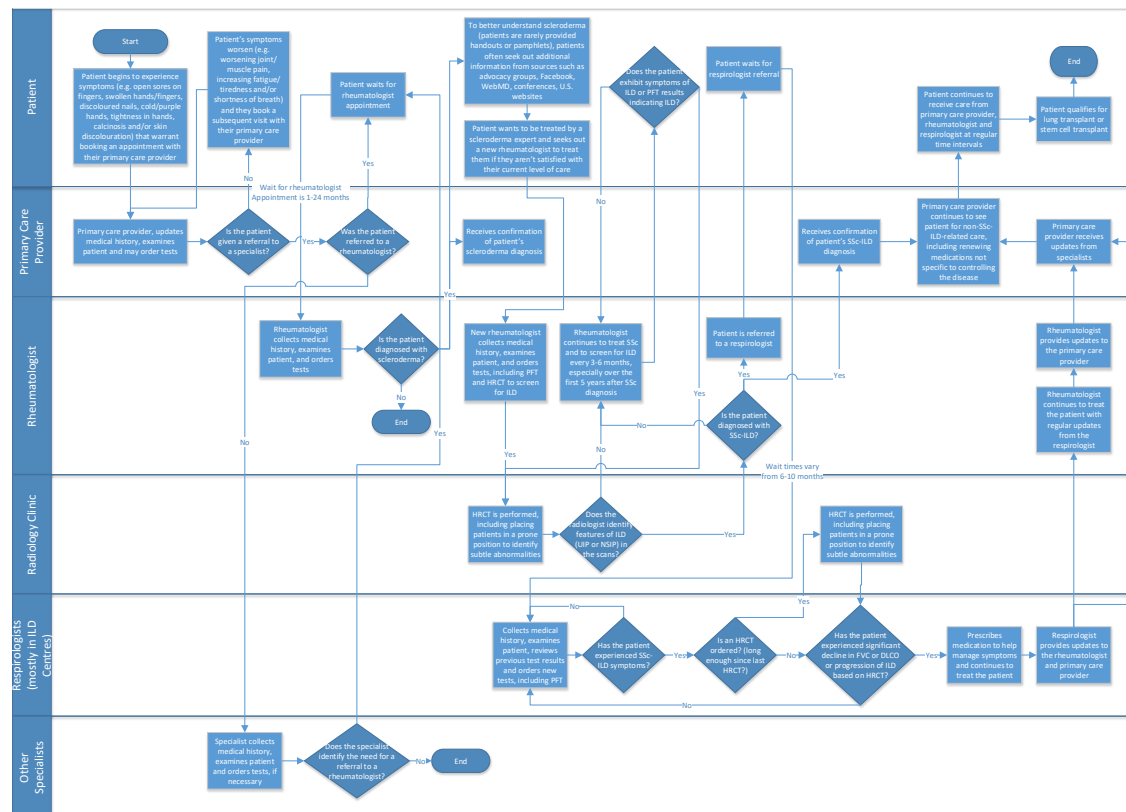 Patient
Start
Patient begins to experience
symptoms (e.g. open sores on
fingers, swollen hands/fingers,
discoloured nails, cold/purple
hands, tightness in hands,
calcinosis and/or skin
discolouration) that warrant
booking an appointment with
their primary care provider
Patient's symptoms
worsen (e.g.
worsening joint/
muscle pain,
increasing fatigue/
tiredness and/or
shortness of breath)
and they book a
subsequent visit with
their primary care
provider
No
Patient waits for
rheumatologist
appointment
Yes
Wait for rheumatologist
Appointment is 1-24 months
To better understand scleroderma
(patients are rarely provided
handouts or pamphlets), patients
often seek out additional
information from sources such as
advocacy groups, Facebook,
WebMD, conferences, U.S.
websites
Patient wants to be treated by a
scleroderma expert and seeks out
a new rheumatologist to treat
them if they aren't satisfied with
their current level of care
Does the patient
exhibit symptoms of
ILD or PFT results
indicating ILD?
Patient waits for
respirologist referral
Patient continues to
receive care from
primary care provider,
rheumatologist and
respirologist at regular
time intervals
End
Patient qualifies for
lung transplant or
stem cell transplant
Primary Care
Provider
Primary care provider, updates
medical history, examines
patient and may order tests
Is the patient
given a referral to
a specialist?
Yes
Was the patient
referred to a
rheumatologist?
Receives confirmation
of patient's
scleroderma diagnosis
Yes
No
Receives confirmation
of patient's SSc-ILD
diagnosis
Primary care provider
continues to see
patient for non-SSc-
ILD-related care,
including renewing
medications not
specific to controlling
the disease
Primary care
provider receives
updates from
specialists
Rheumatologist
Rheumatologist
collects medical
history, examines
patient, and orders
tests
Is the patient
diagnosed with
scleroderma?
No
End
Yes
No
New rheumatologist
collects medical
history, examines
patient, and orders
tests, including PFT
and HRCT to screen
for ILD
Yes
Rheumatologist
continues to treat SSc
and to screen for ILD
every 3-6 months,
especially over the
first 5 years after SSc
diagnosis
No
No
Yes
Patient is referred
to a respirologist
Yes
Yes
Is the patient
diagnosed with
SSc-ILD?
Rheumatologist
provides updates to
the primary care
provider
Rheumatologist
continues to treat
the patient with
regular updates
from the
respirologist
Wait times vary
from 6-10 months
Radiology Clinic
HRCT is performed,
including placing
patients in a prone
position to identify
subtle abnormalities
Does the
radiologist identify
features of ILD
(UIP or NSIP) in
the scans?
Yes
HRCT is performed,
including placing
patients in a prone
position to identify
subtle abnormalities
Respirologists
(mostly in ILD
Centres)
No
Yes
Yes
Collects medical
history, examines
patient, reviews
previous test results
and orders new
tests, including PFT
Has the patient
experienced SSc-
ILD symptoms?
Yes
Is an HRCT
ordered? (long
enough since last
HRCT?)
No
Has the patient
experienced significant
decline in FVC or DLCO
or progression of ILD
based on HRCT?
Yes
Prescribes
medication to help
manage symptoms
and continues to
treat the patient
Respirologist
provides updates to
the rheumatologist
and primary care
provider
No
Other
Specialists
Specialist collects
medical history,
examines patient
and orders tests, if
necessary
Does the specialist
identify the need for a
referral to a
rheumatologist?
No
End